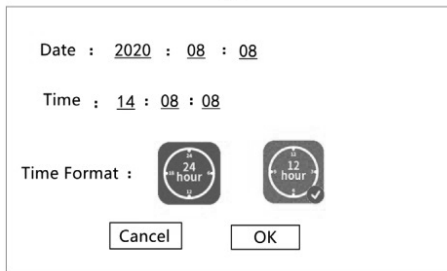 Date : 2020 : 08 : 08
Time : 14 : 08 : 08
Time Format :
24 hour
12 hour
Cancel OK